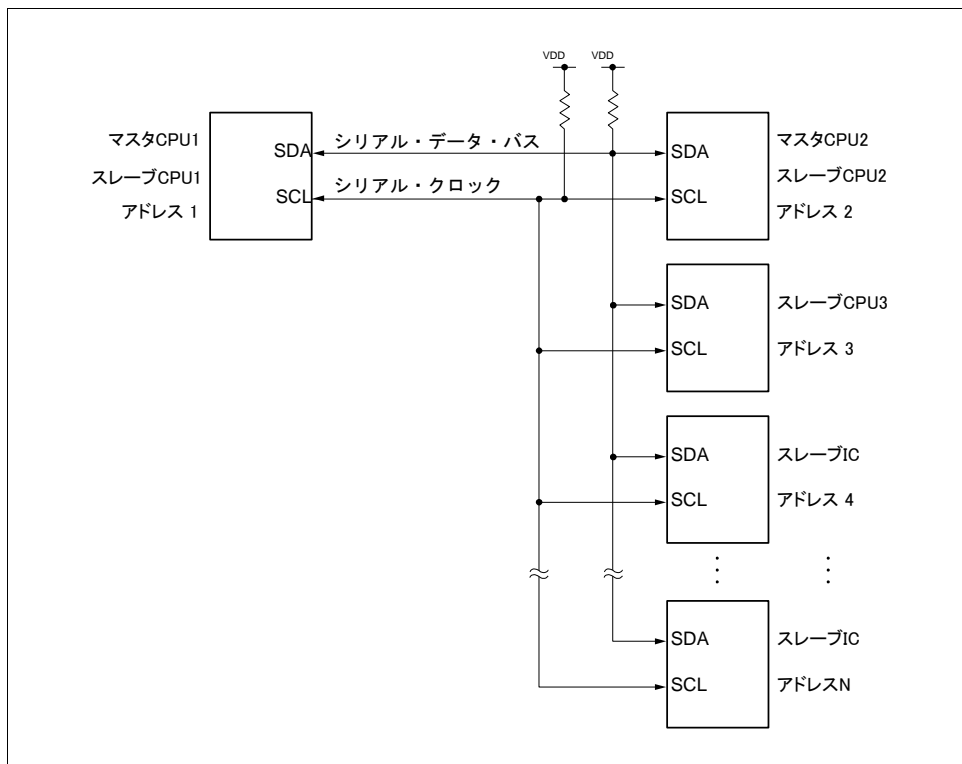 VDD VDD
マスタCPU1
スレーブCPU1
アドレス 1
SDA
SCL
シリアル・データ・バス
シリアル・クロック
SDA
SCL
マスタCPU2
スレーブCPU2
アドレス 2
SDA
SCL
スレーブCPU3
アドレス 3
SDA
SCL
スレーブIC
アドレス 4
SDA
SCL
スレーブIC
アドレスN